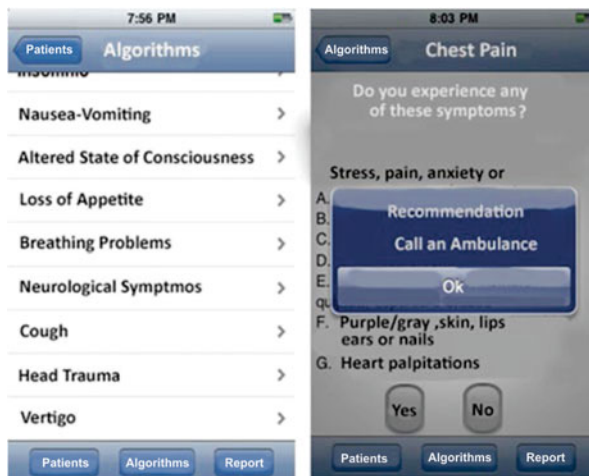 7:56 PM
Patients
Algorithms
Insomnio
Nausea-Vomiting
Altered State of Consciousness
Loss of Appetite
Breathing Problems
Neurological Symptmos
Cough
Head Trauma
Vertigo
Patients
Algorithms
Report
8:03 PM
Algorithms
Chest Pain
Do you experience any
of these symptoms?
Stress, pain, anxiety or
A.
B.
C.
D.
E.
Recommendation
Call an Ambulance
Ok
F. Purple/gray ,skin, lips
ears or nails
G. Heart palpitations
Yes
No
Patients
Algorithms
Report